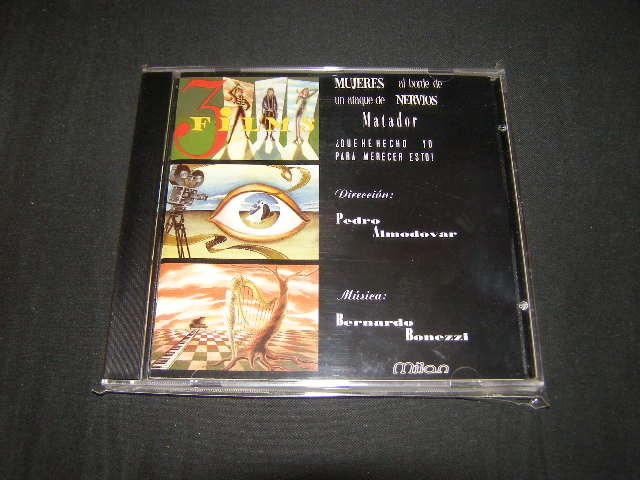 3 FiLMS
MUJERES al borde de
un ataque de NERVIOS
Matador
¿QUE HE HECHO YO
PARA MERECER ESTO!
Dirección:
Pedro
Almodovar
Música:
Bernardo
Bonezzi
milan